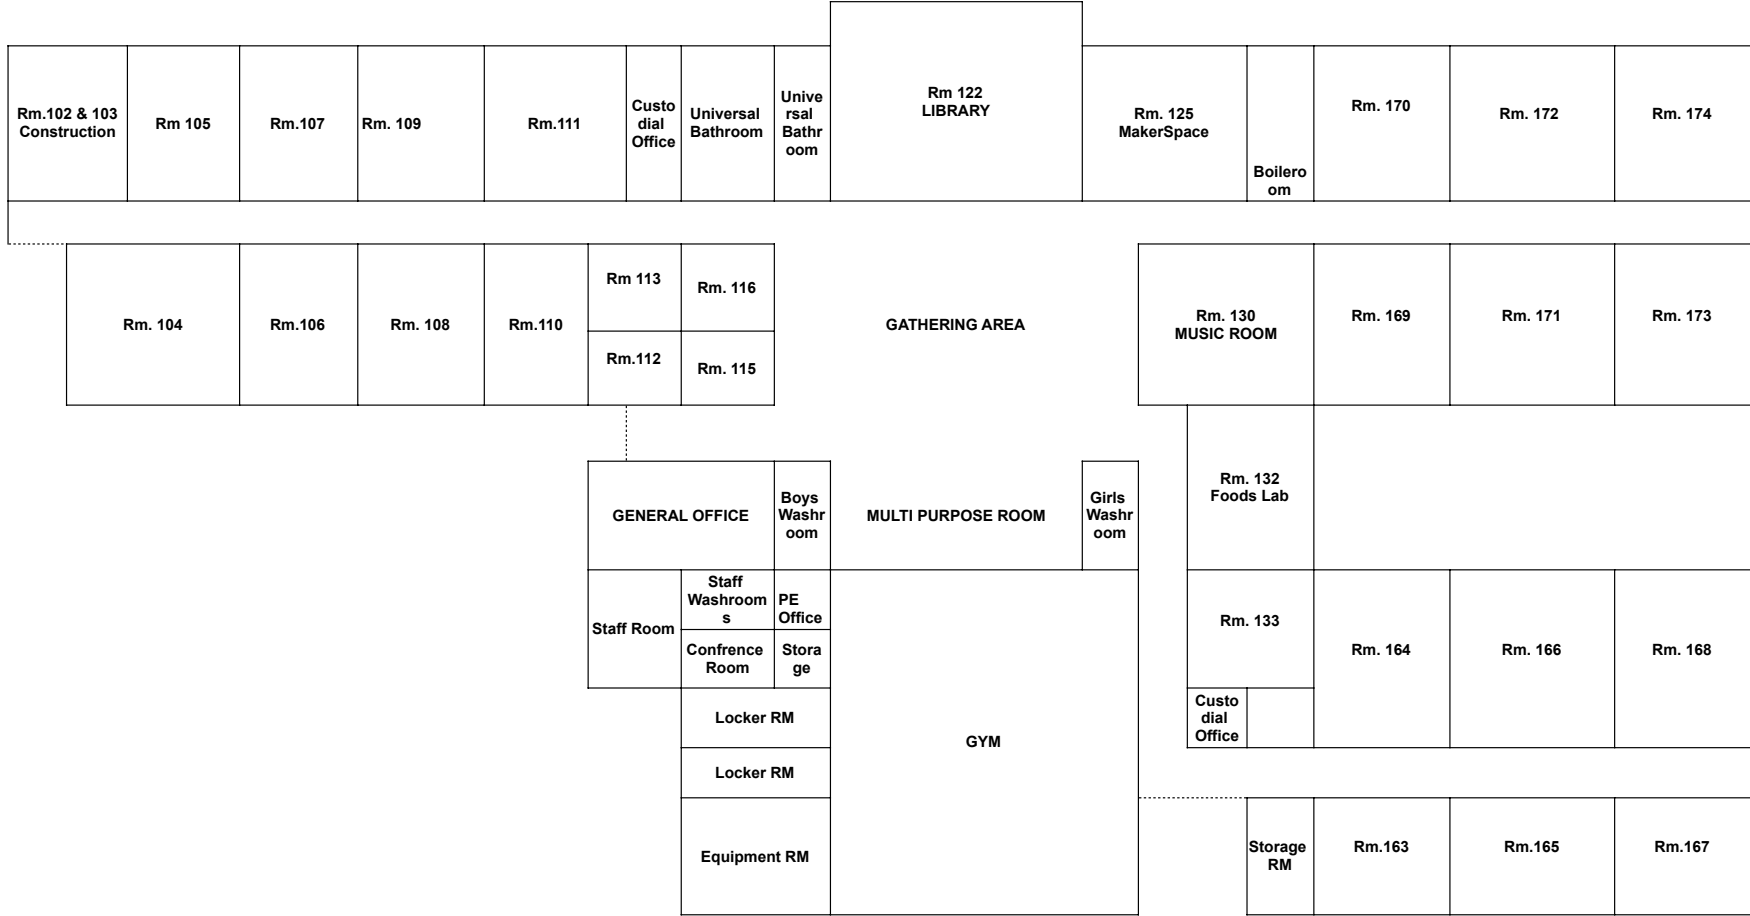 Rm.102 & 103
Construction
Rm 105
Rm.107
Rm. 109
Rm.111
Custo
dial
Office
Universal
Bathroom
Unive
rsal
Bathr
oom
Rm 122
LIBRARY
Rm. 125
MakerSpace
Boilero
om
Rm. 170
Rm. 172
Rm. 174
Rm. 104
Rm.106
Rm. 108
Rm.110
Rm 113
Rm. 116
Rm.112
Rm. 115
GATHERING AREA
Rm. 130
MUSIC ROOM
Rm. 169
Rm. 171
Rm. 173
GENERAL OFFICE
Boys
Washr
oom
MULTI PURPOSE ROOM
Girls
Washr
oom
Rm. 132
Foods Lab
Staff Room
Staff
Washroom
s
PE
Office
Confrence
Room
Stora
ge
Rm. 133
Rm. 164
Rm. 166
Rm. 168
Locker RM
Custo
dial
Office
GYM
Locker RM
Equipment RM
Storage
RM
Rm.163
Rm.165
Rm.167